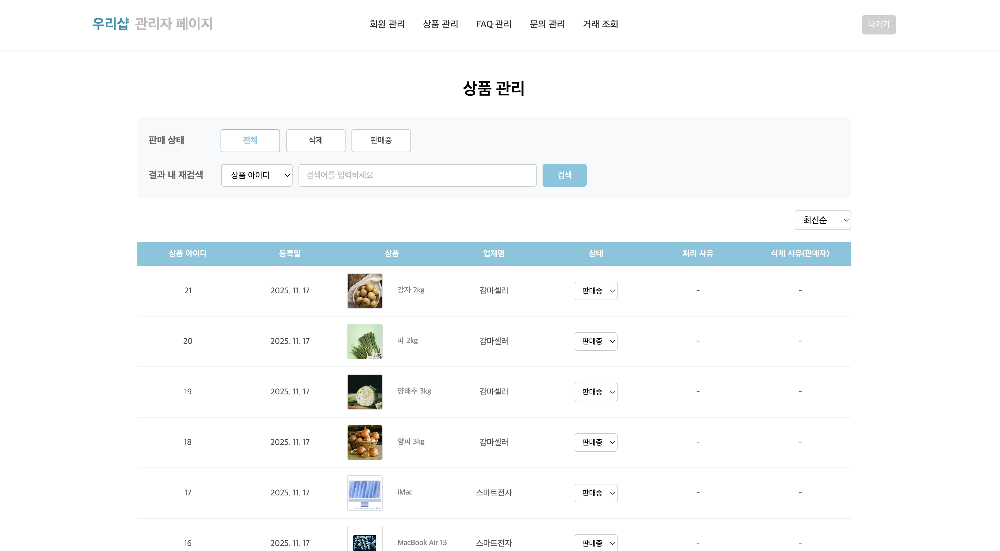 우리샵 관리자 페이지 회원 관리 상품 관리 FAQ 관리 문의 관리 거래 조회 나가기
상품 관리
판매 상태 전체 삭제 판매중
결과 내 재검색 상품 아이디 검색어를 입력하세요 검색
최신순
상품 아이디 등록일 상품 업체명 상태 처리 사유 삭제 사유(판매자)
21 2025. 11. 17 감자 2kg 감마셀러 판매중 - -
20 2025. 11. 17 파 2kg 감마셀러 판매중 - -
19 2025. 11. 17 양배추 3kg 감마셀러 판매중 - -
18 2025. 11. 17 양파 3kg 감마셀러 판매중 - -
17 2025. 11. 17 iMac 스마트전자 판매중 - -
16 2025. 11. 17 MacBook Air 13 스마트전자 판매중 - -